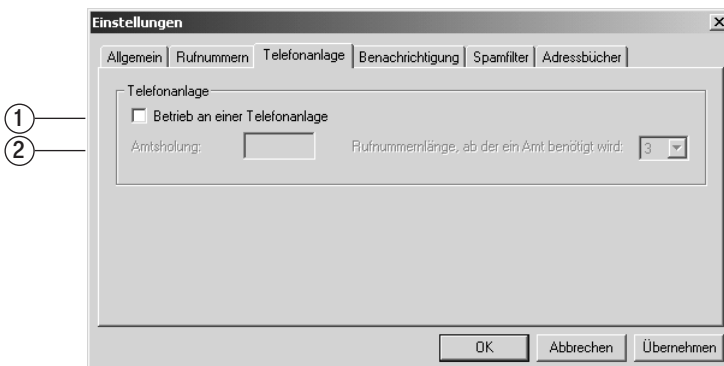 Einstellungen
Allgemein Rufnummern Telefonanlage Benachrichtigung Spamfilter Adressbücher
Telefonanlage
1 Betrieb an einer Telefonanlage
2 Amtsholung: Rufnummernlänge, ab der ein Amt benötigt wird: 3
OK Abbrechen Übernehmen